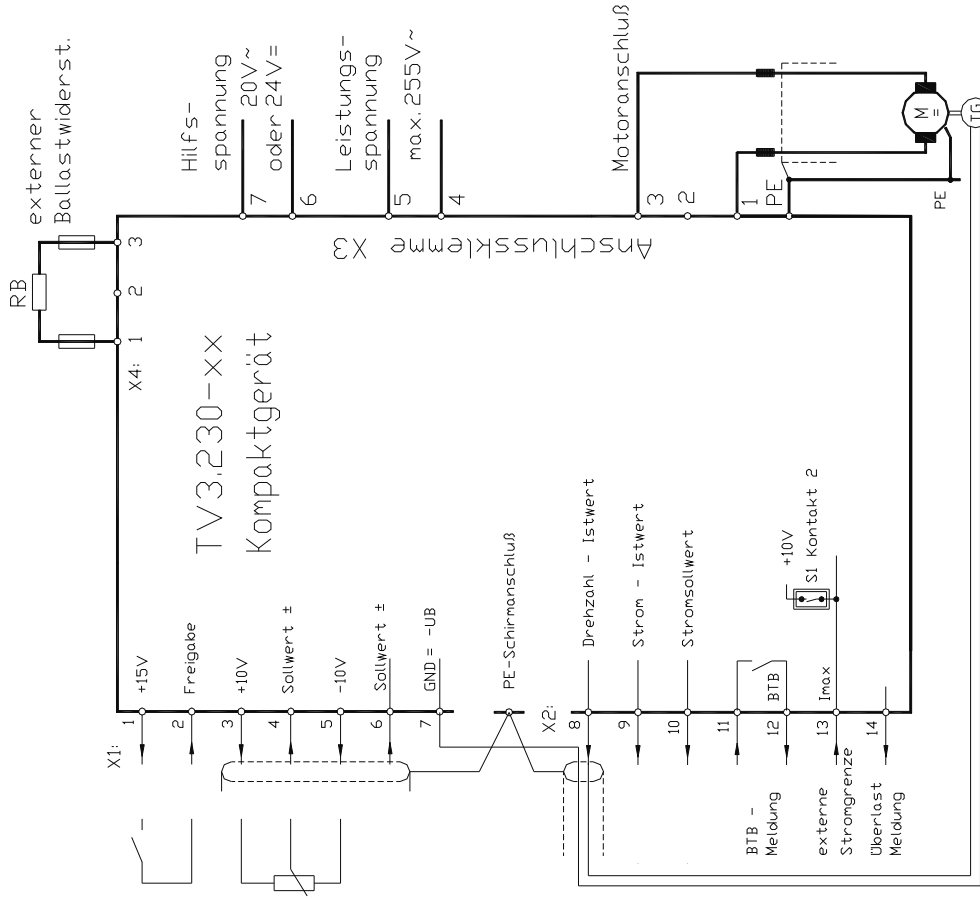 externer
Ballastwiderst.
RB
X4:
1
2
3
Hilfs-
spannung
20V~
oder 24V=
7
6
Leistungs-
spannung
max. 255V~
5
4
Motoranschluß
3
2
1
PE
Anschlussklemme X3
M
=
TG
PE
TV3.230-xx
Kompaktgerät
X1:
1
+15V
2
Freigabe
3
+10V
4
Sollwert ±
5
-10V
6
Sollwert ±
7
GND = -UB
PE-Schirmanschluß
X2:
8
Drehzahl - Istwert
9
Strom - Istwert
10
Stromsollwert
11
12
BTB
13
Imax
14
+10V
S1 Kontakt 2
BTB -
Meldung
externe
Stromgrenze
Überlast
Meldung